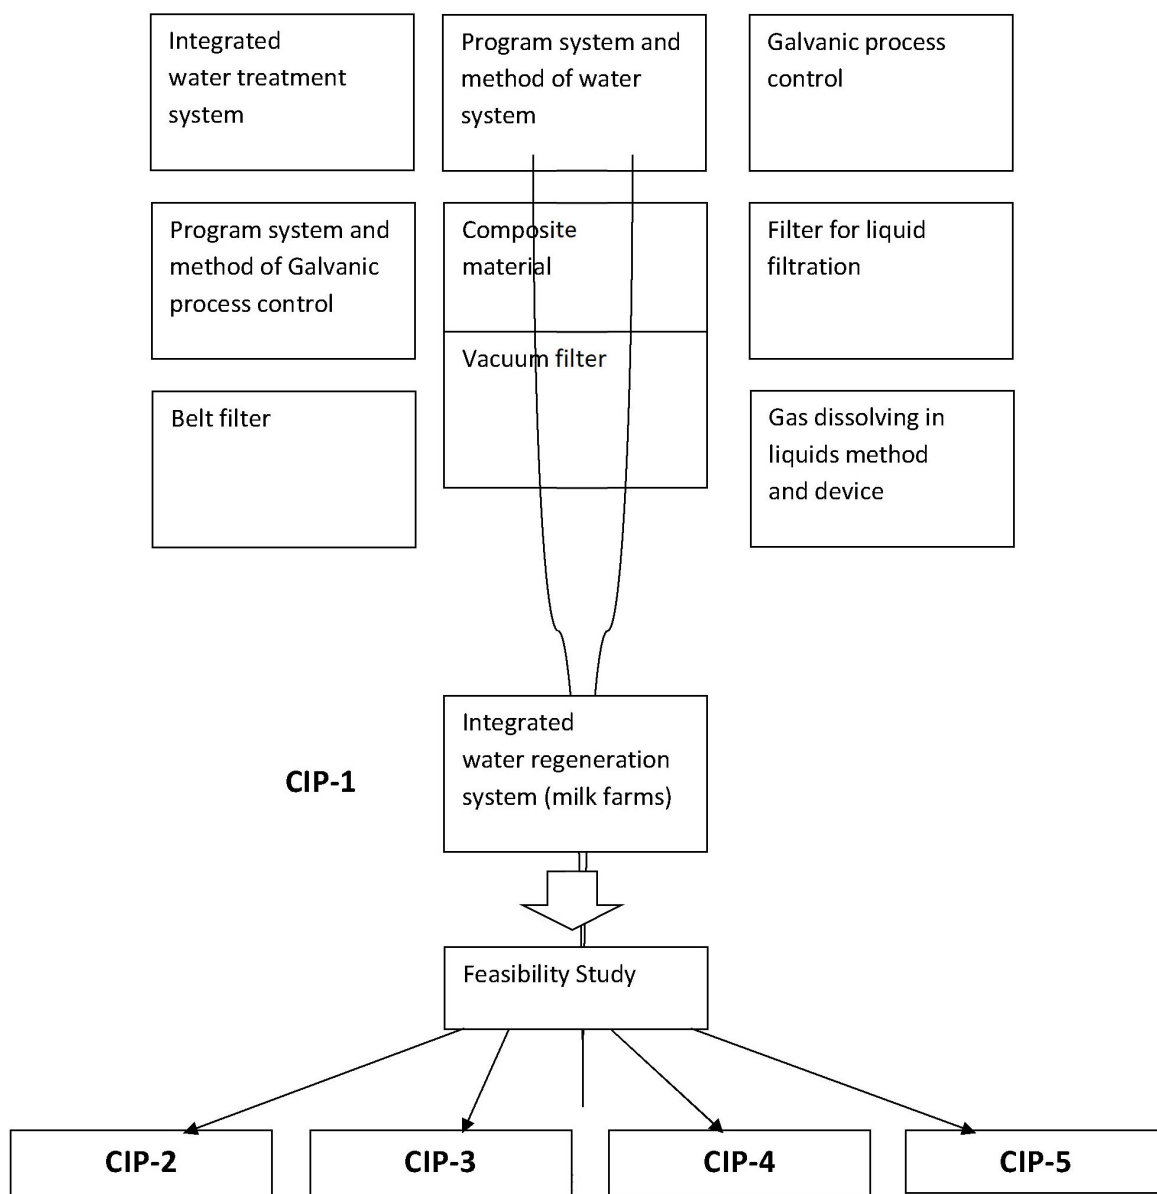 Integrated
water treatment
system
Program system and
method of water
system
Galvanic process
control
Program system and
method of Galvanic
process control
Composite
material
Filter for liquid
filtration
Vacuum filter
Belt filter
Gas dissolving in
liquids method
and device
CIP-1
Integrated
water regeneration
system (milk farms)
Feasibility Study
CIP-2
CIP-3
CIP-4
CIP-5